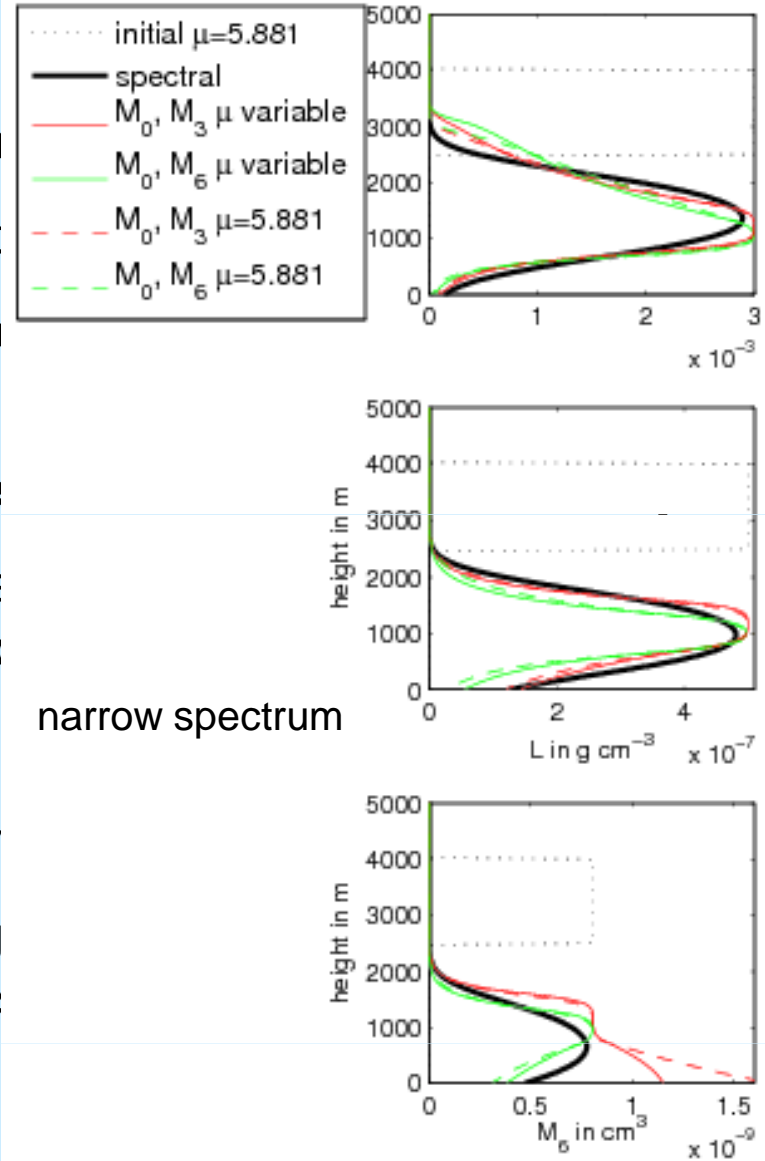 initial μ=5.881
spectral
M0, M3 μ variable
M0, M6 μ variable
M0, M3 μ=5.881
M0, M6 μ=5.881
5000
4000
3000
2000
1000
0
0 1 2 3
x 10⁻³
5000
4000
3000
2000
1000
0
height in m
0 2 4
L in g cm⁻³ x 10⁻⁷
narrow spectrum
5000
4000
3000
2000
1000
0
height in m
0 0.5 1 1.5
M6 in cm³ x 10⁻⁹